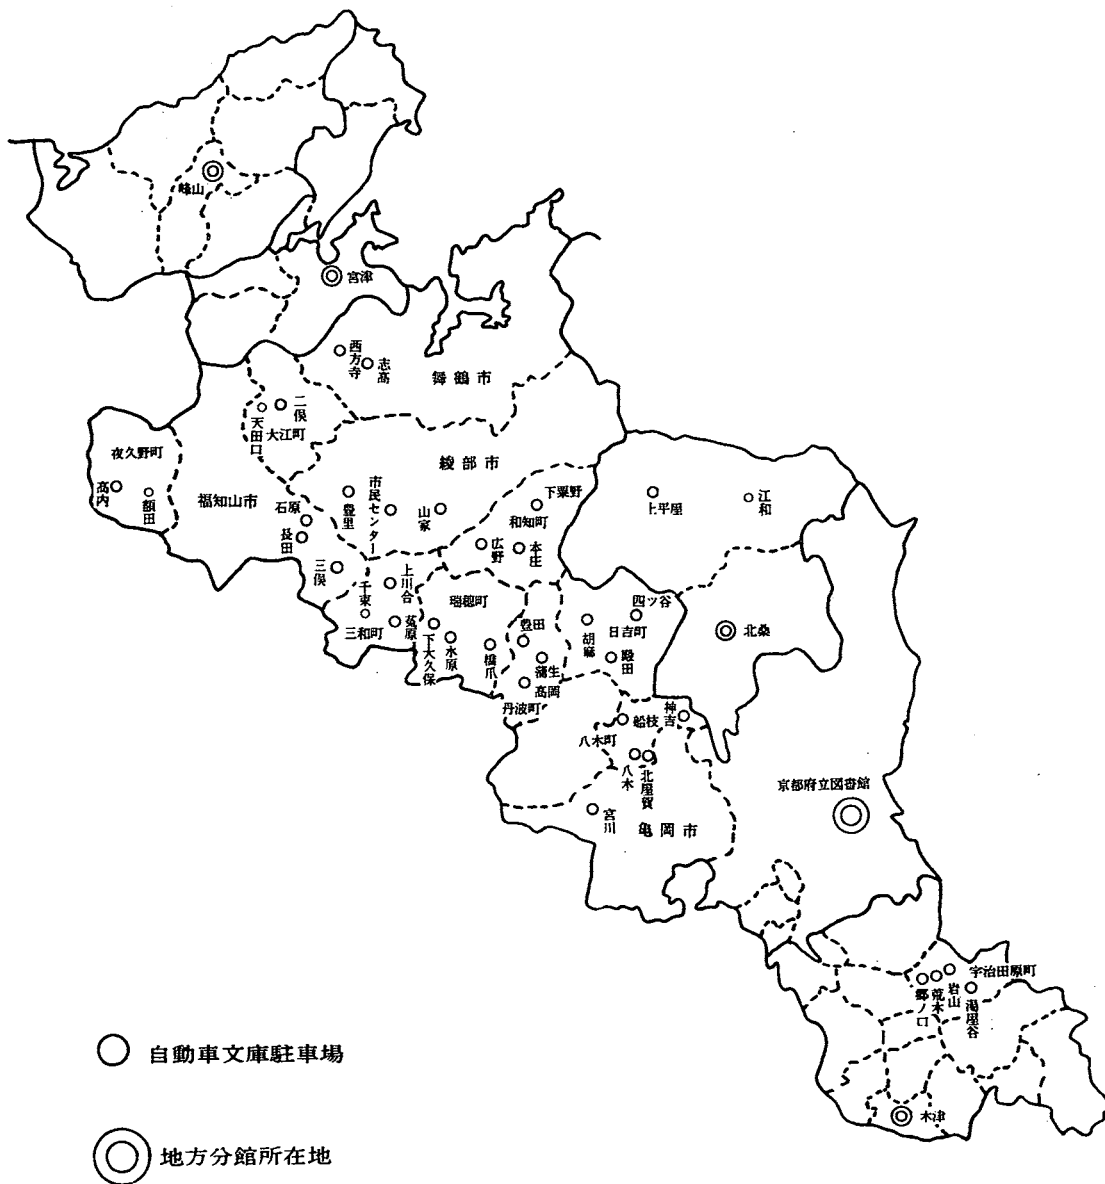 峰山
宮津
西方寺
志高
舞鶴市
二俣
天田口
大江町
夜久野町
高内
額田
福知山市
綾部市
石原
長田
豊里
市民センター
山家
下粟野
和知町
広野
本庄
上平屋
江和
三俣
千束
上川合
三和町
菟原
瑞穂町
下大久保
水原
橋爪
豊田
蒲生
高岡
丹波町
胡麻
四ツ谷
日吉町
殿田
北桑
神吉
船枝
八木町
八木
北屋賀
宮川
亀岡市
京都府立図書館
宇治田原町
郷ノ口
荒木
岩山
湯屋谷
木津
自動車文庫駐車場
地方分館所在地